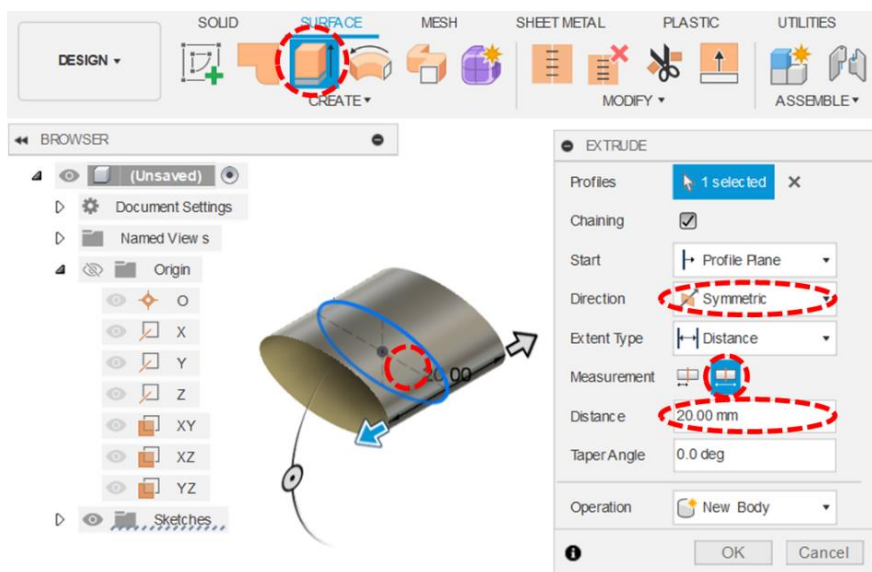 SOLID SURFACE MESH SHEET METAL PLASTIC UTILITIES
DESIGN
CREATE MODIFY ASSEMBLE
BROWSER
(Unsaved)
Document Settings
Named View s
Origin
O
X
Y
Z
XY
XZ
YZ
Sketches
20.00
EXTRUDE
Profiles 1 selected
Chaining
Start Profile Plane
Direction Symmetric
Extent Type Distance
Measurement
Distance 20.00 mm
Taper Angle 0.0 deg
Operation New Body
OK Cancel